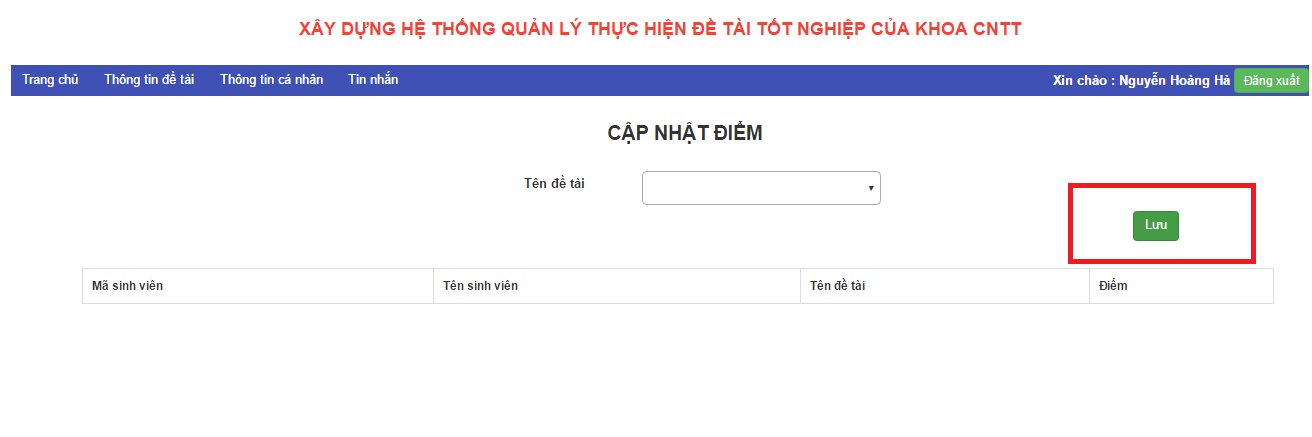 XÂY DỰNG HỆ THỐNG QUẢN LÝ THỰC HIỆN ĐỀ TÀI TỐT NGHIỆP CỦA KHOA CNTT
Trang chủ Thông tin đề tài Thông tin cá nhân Tin nhắn Xin chào : Nguyễn Hoàng Hà Đăng xuất
CẬP NHẬT ĐIỂM
Tên đề tài
Lưu
Mã sinh viên Tên sinh viên Tên đề tài Điểm